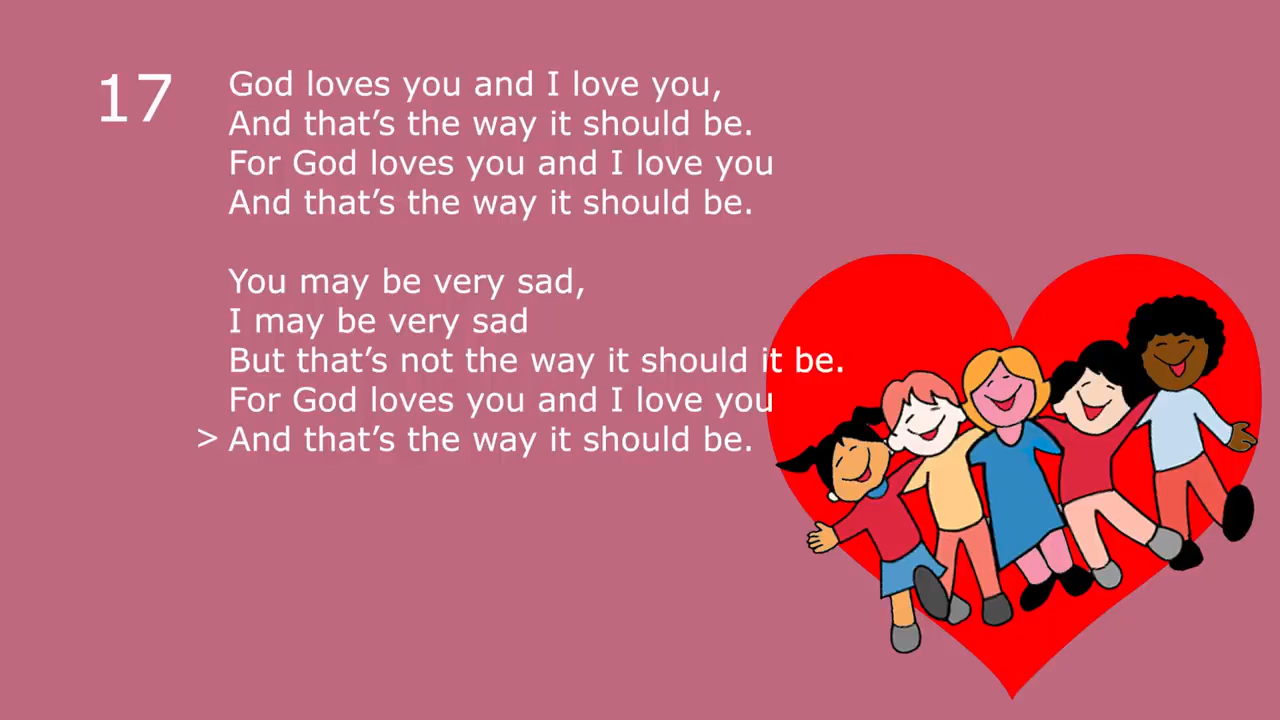 17
God loves you and I love you,
And that’s the way it should be.
For God loves you and I love you
And that’s the way it should be.
You may be very sad,
I may be very sad
But that’s not the way it should it be.
For God loves you and I love you
> And that’s the way it should be.